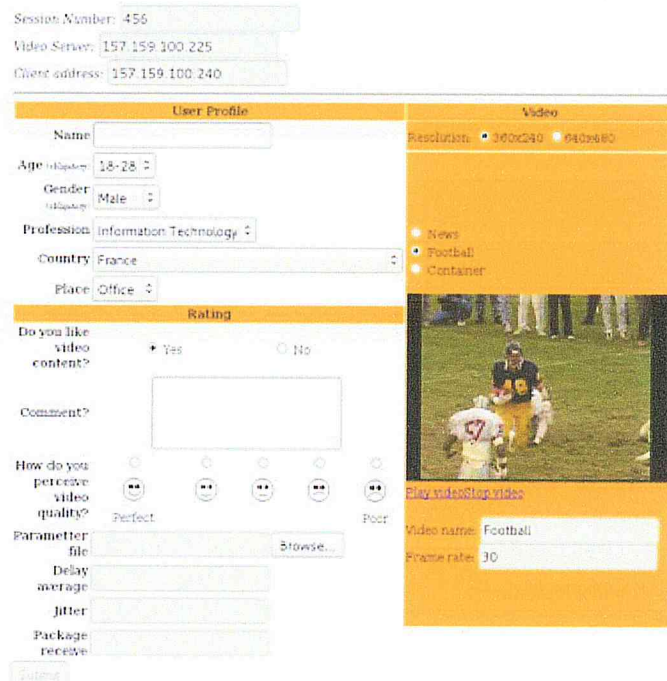 Session Number: 456
Video Server: 157.159.100.225
Client address: 157.159.100.240
User Profile
Name
Age
18-28
Gender
Male
Profession Information Technology
Country France
Place Office
Rating
Do you like
video
content?
Yes No
Comment?
How do you
perceive
video
quality?
Perfect Poor
Parametter
file
Browse...
Delay
average
Jitter
Package
receive
Submit
Video
Resolution: 360x240 640x480
News
Football
Container
48
57
Play videoStop video
Video name: Football
Frame rate: 30